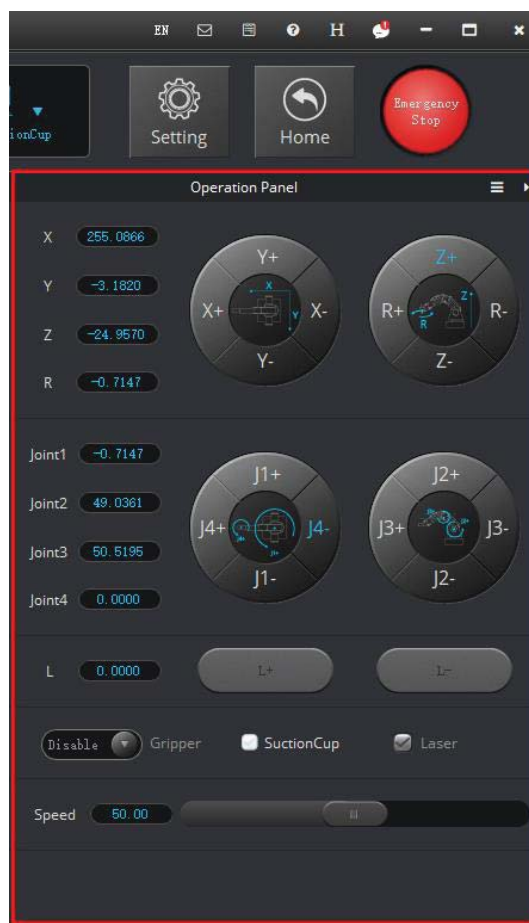 EN H
ionCup
Setting
Home
Emergency
Stop
Operation Panel
X 255.0866
Y -3.1820
Z -24.9570
R -0.7147
Y+
X+ X-
Y-
X
Y
Z+
R+ R-
Z-
Z
R
Joint1 -0.7147
Joint2 49.0361
Joint3 50.5195
Joint4 0.0000
J1+
J4+ J4-
J1-
J2+
J3+ J3-
J2-
L 0.0000 L+ L-
Disable Gripper SuctionCup Laser
Speed 50.00